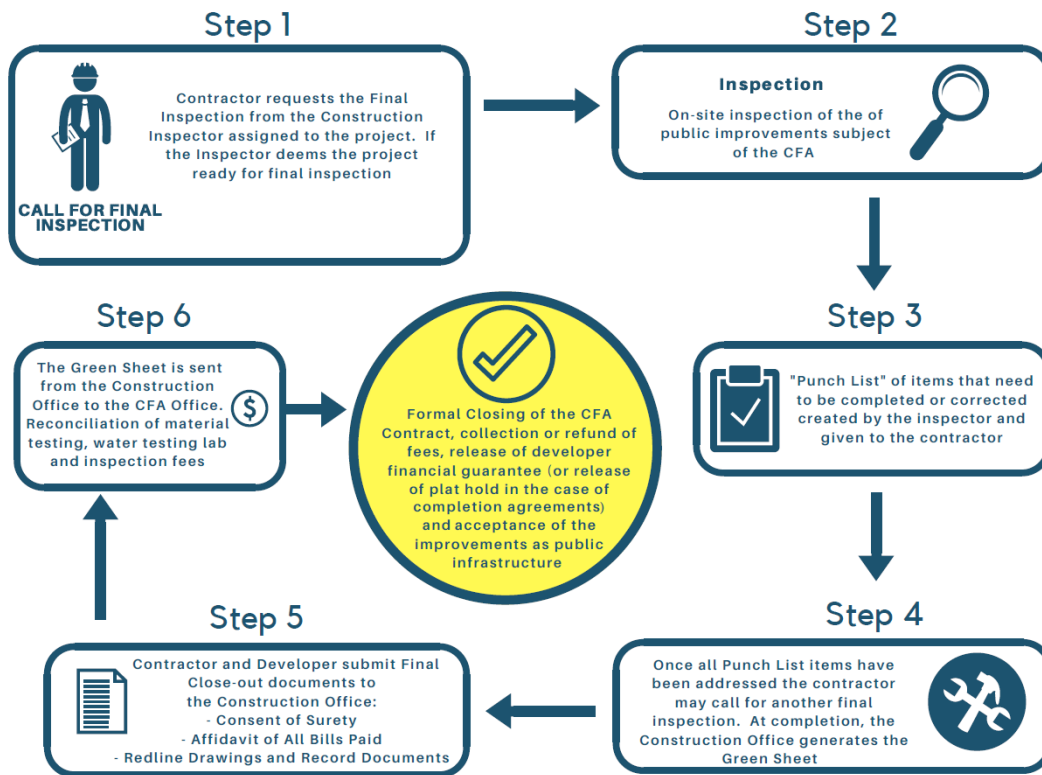 Step 1
Contractor requests the Final
Inspection from the Construction
Inspector assigned to the project.  If
the Inspector deems the project
ready for final inspection
CALL FOR FINAL
INSPECTION
Step 2
Inspection
On-site inspection of the of
public improvements subject
of the CFA
Step 3
"Punch List" of items that need
to be completed or corrected
created by the inspector and
given to the contractor
Step 4
Once all Punch List items have
been addressed the contractor
may call for another final
inspection.  At completion, the
Construction Office generates the
Green Sheet
Step 5
Contractor and Developer submit Final
Close-out documents to
the Construction Office:
- Consent of Surety
- Affidavit of All Bills Paid
- Redline Drawings and Record Documents
Step 6
The Green Sheet is sent
from the Construction
Office to the CFA Office.
Reconciliation of material
testing, water testing lab
and inspection fees
$
Formal Closing of the CFA
Contract, collection or refund of
fees, release of developer
financial guarantee (or release
of plat hold in the case of
completion agreements)
and acceptance of the
improvements as public
infrastructure